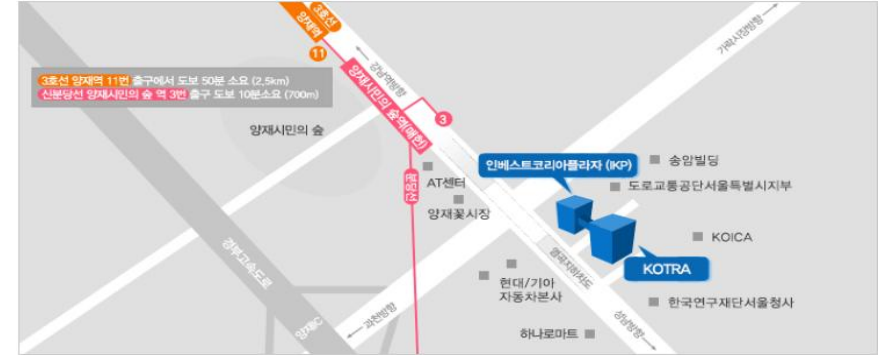 3호선
양재역
11
강남역방향
가락시장방향
3호선 양재역 11번 출구에서 도보 50분 소요 (2.5km)
신분당선 양재시민의 숲 역 3번 출구 도보 10분소요 (700m)
양재시민의 숲역(매헌)
3
양재시민의 숲
인베스트코리아플라자 (IKP)
송암빌딩
AT센터
분당선
도로교통공단서울특별시지부
양재꽃시장
KOICA
경부고속도로
염곡지하차도
KOTRA
현대/기아
자동차본사
한국연구재단서울청사
양재IC
과천방향
성남방향
하나로마트